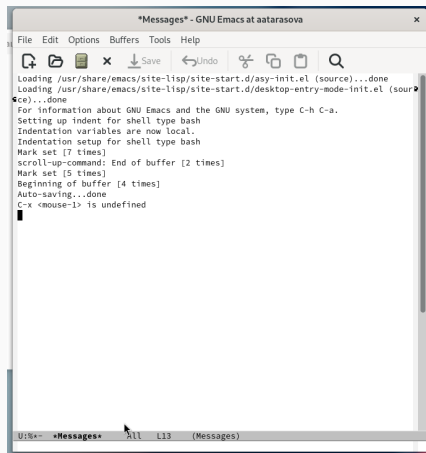 *Messages* - GNU Emacs at aatarasova
File Edit Options Buffers Tools Help
Save Undo
Loading /usr/share/emacs/site-lisp/site-start.d/asy-init.el (source)...done
Loading /usr/share/emacs/site-lisp/site-start.d/desktop-entry-mode-init.el (sour
ce)...done
For information about GNU Emacs and the GNU system, type C-h C-a.
Setting up indent for shell type bash
Indentation variables are now local.
Indentation setup for shell type bash
Mark set [7 times]
scroll-up-command: End of buffer [2 times]
Mark set [5 times]
Beginning of buffer [4 times]
Auto-saving...done
C-x <mouse-1> is undefined
U:%*- *Messages* All L13 (Messages)